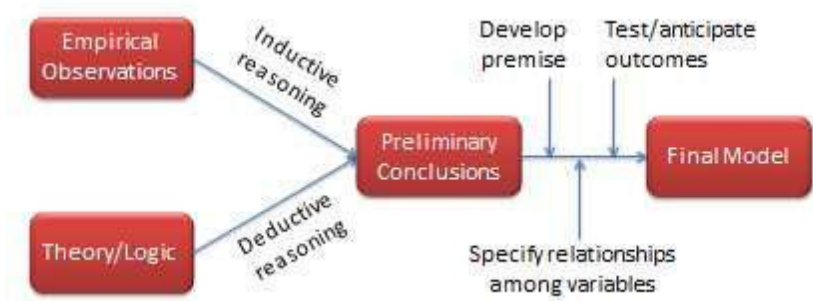 Empirical
Observations
Inductive
reasoning
Theory/Logic
Deductive
reasoning
Preliminary
Conclusions
Develop
premise
Test/anticipate
outcomes
Specify relationships
among variables
Final Model